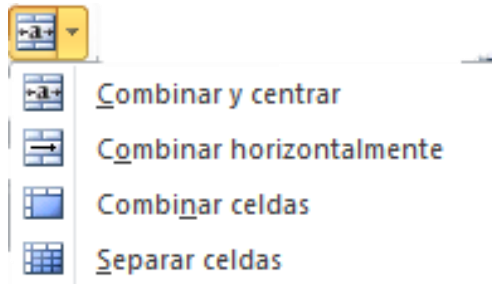 Combinar y centrar
Combinar horizontalmente
Combinar celdas
Separar celdas